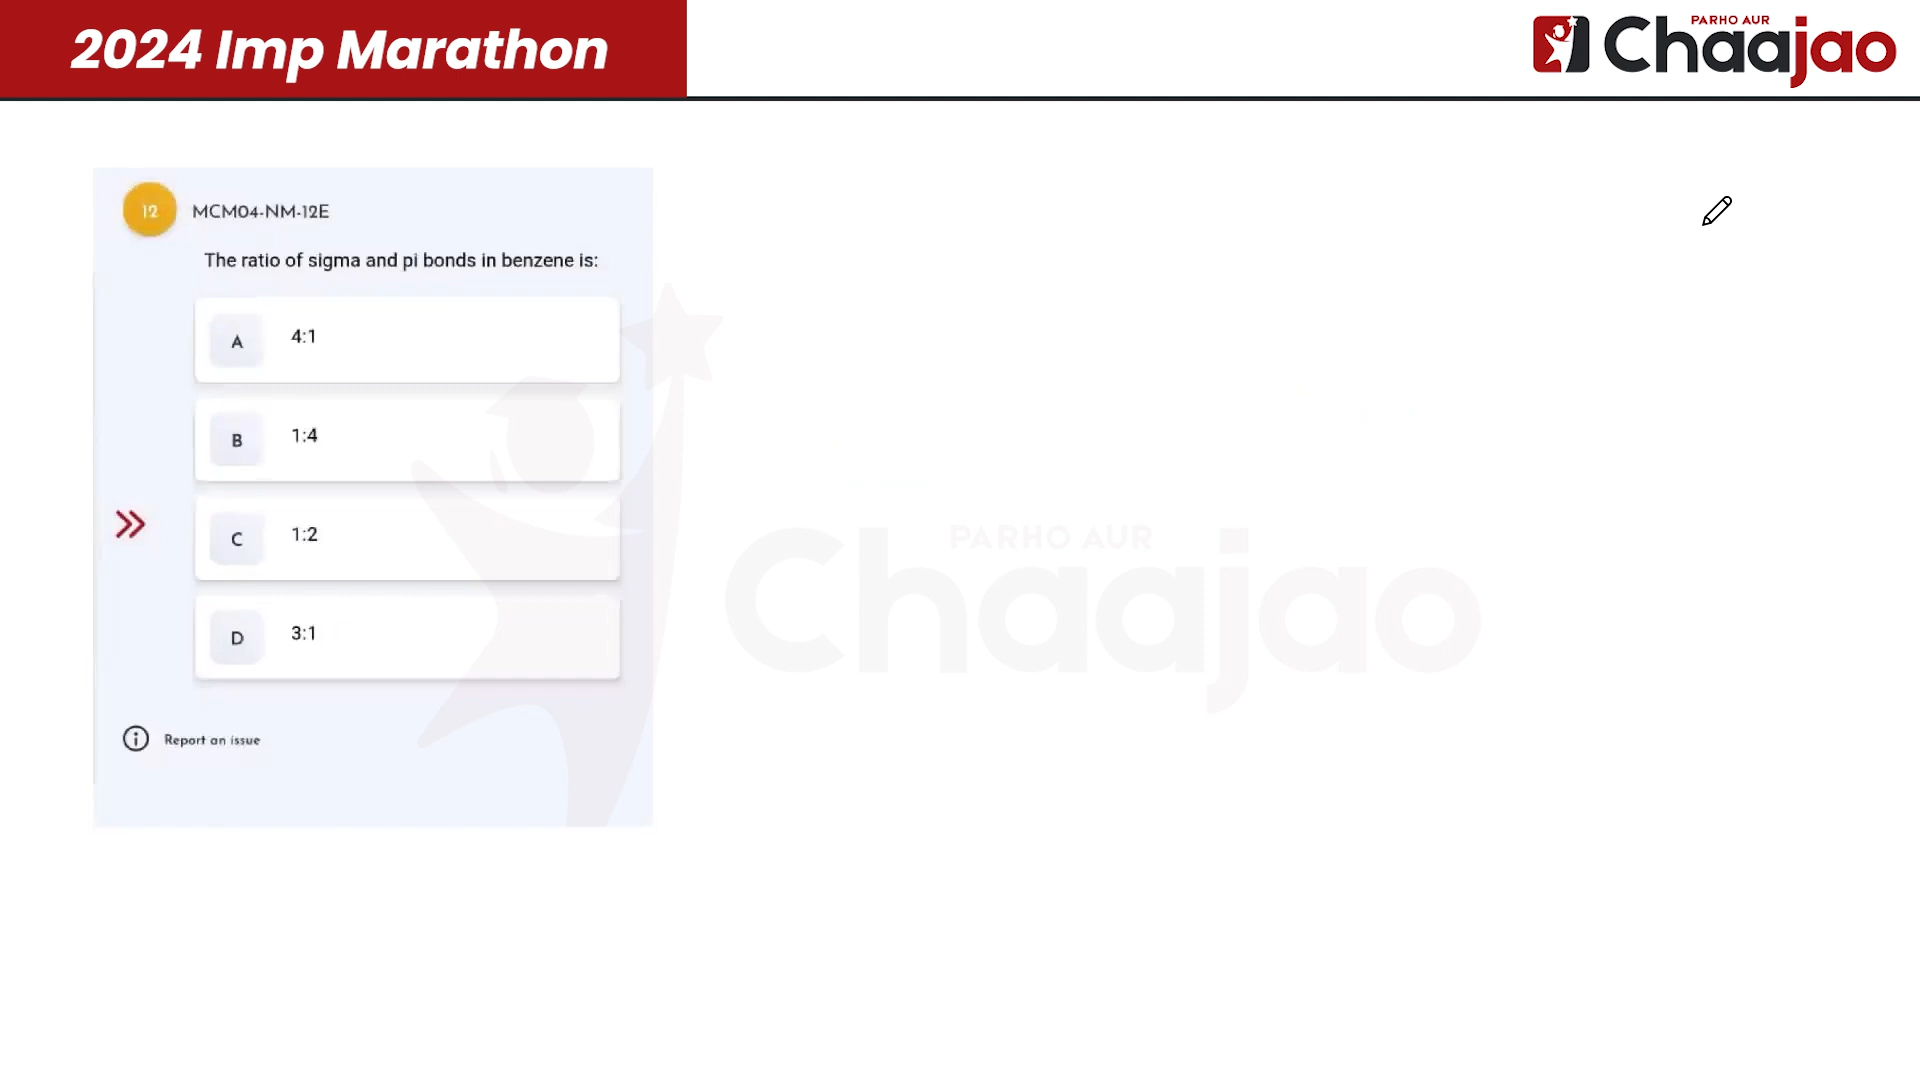 2024 Imp Marathon
PARHO AUR
Chaajao
12
MCM04-NM-12E
The ratio of sigma and pi bonds in benzene is:
A 4:1
B 1:4
C 1:2
D 3:1
Report an issue
PARHO AUR
Chaajao